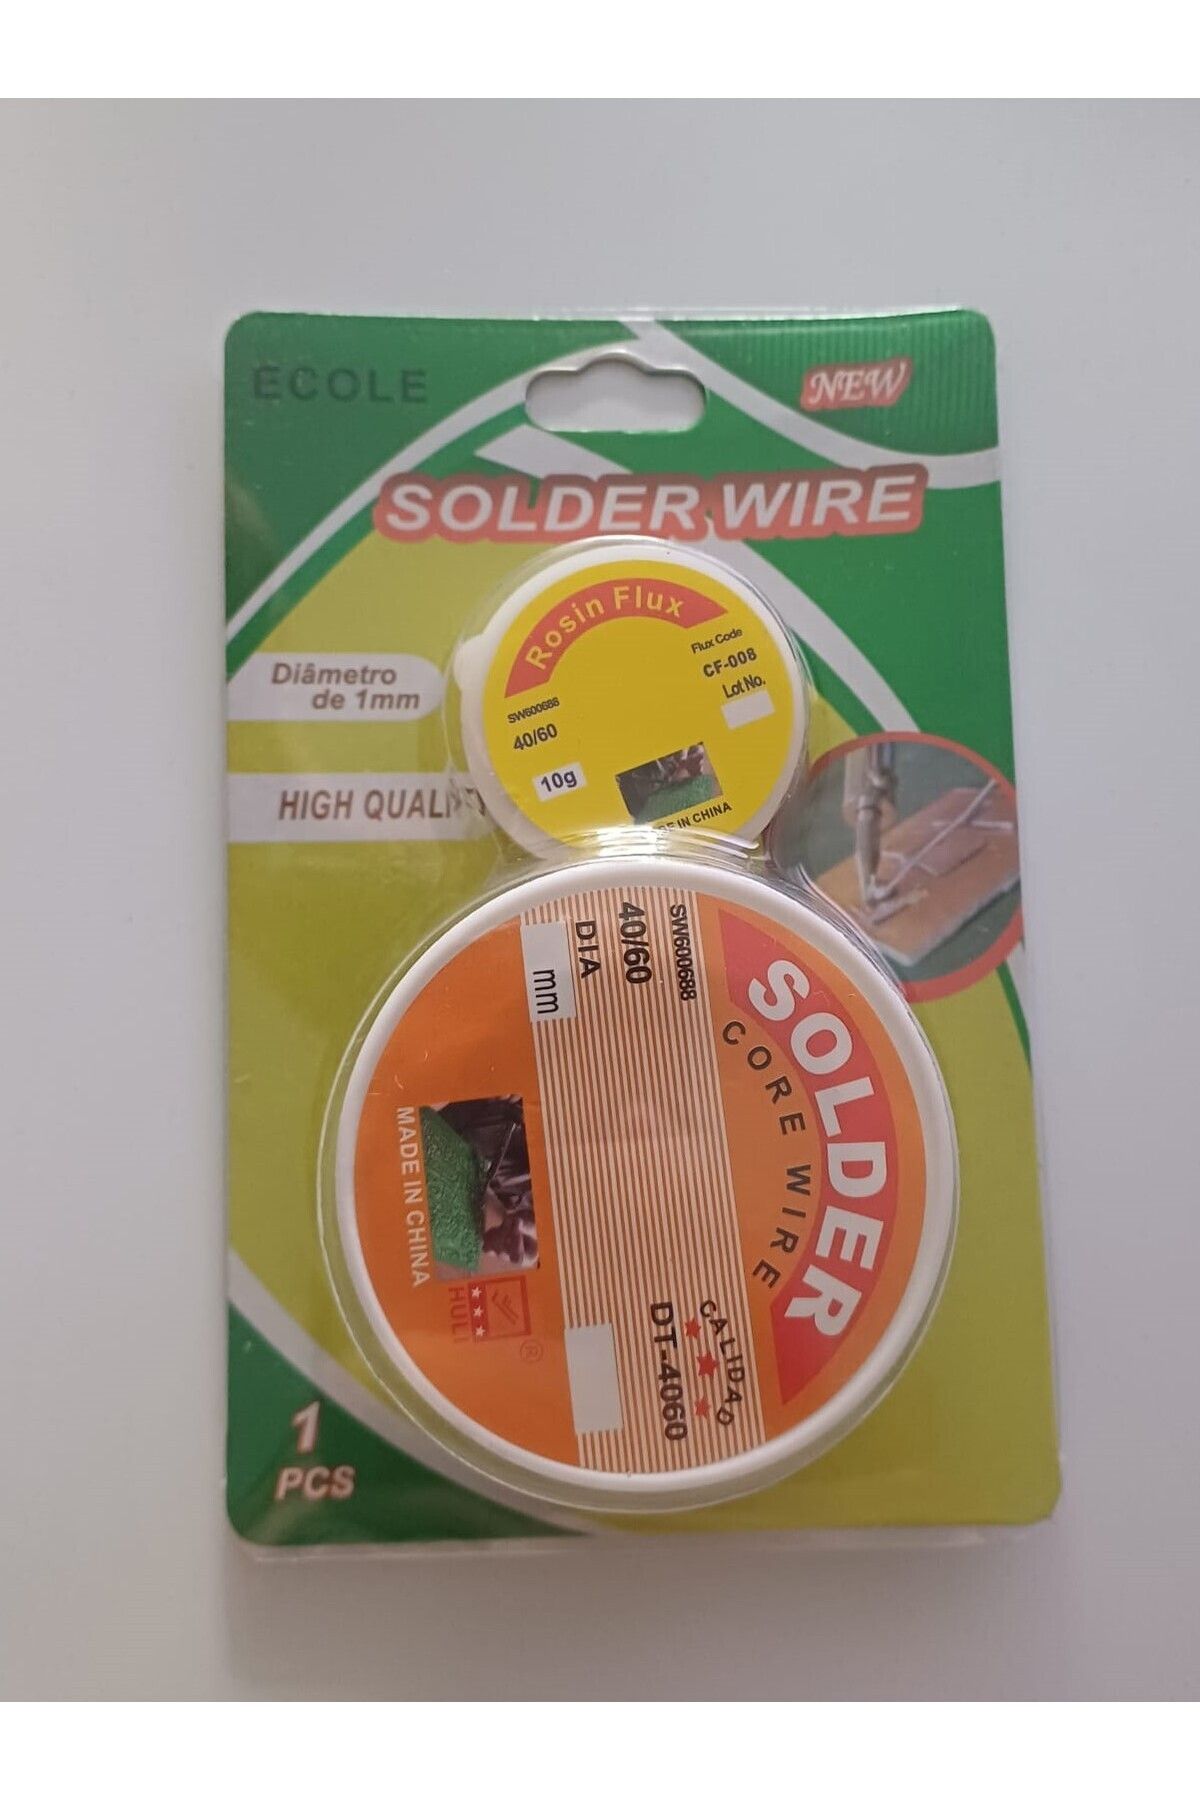 ECOLE
NEW
SOLDER WIRE
Rosin Flux
Flux Code
CF-008
Lot No.
SW600688
40/60
10g
E IN CHINA
Diâmetro
de 1mm
HIGH QUALI
SOLDER
CORE WIRE
SW600688
40/60
DIA
mm
CALIDAD
DT-4060
MADE IN CHINA
HULI
®
1
PCS